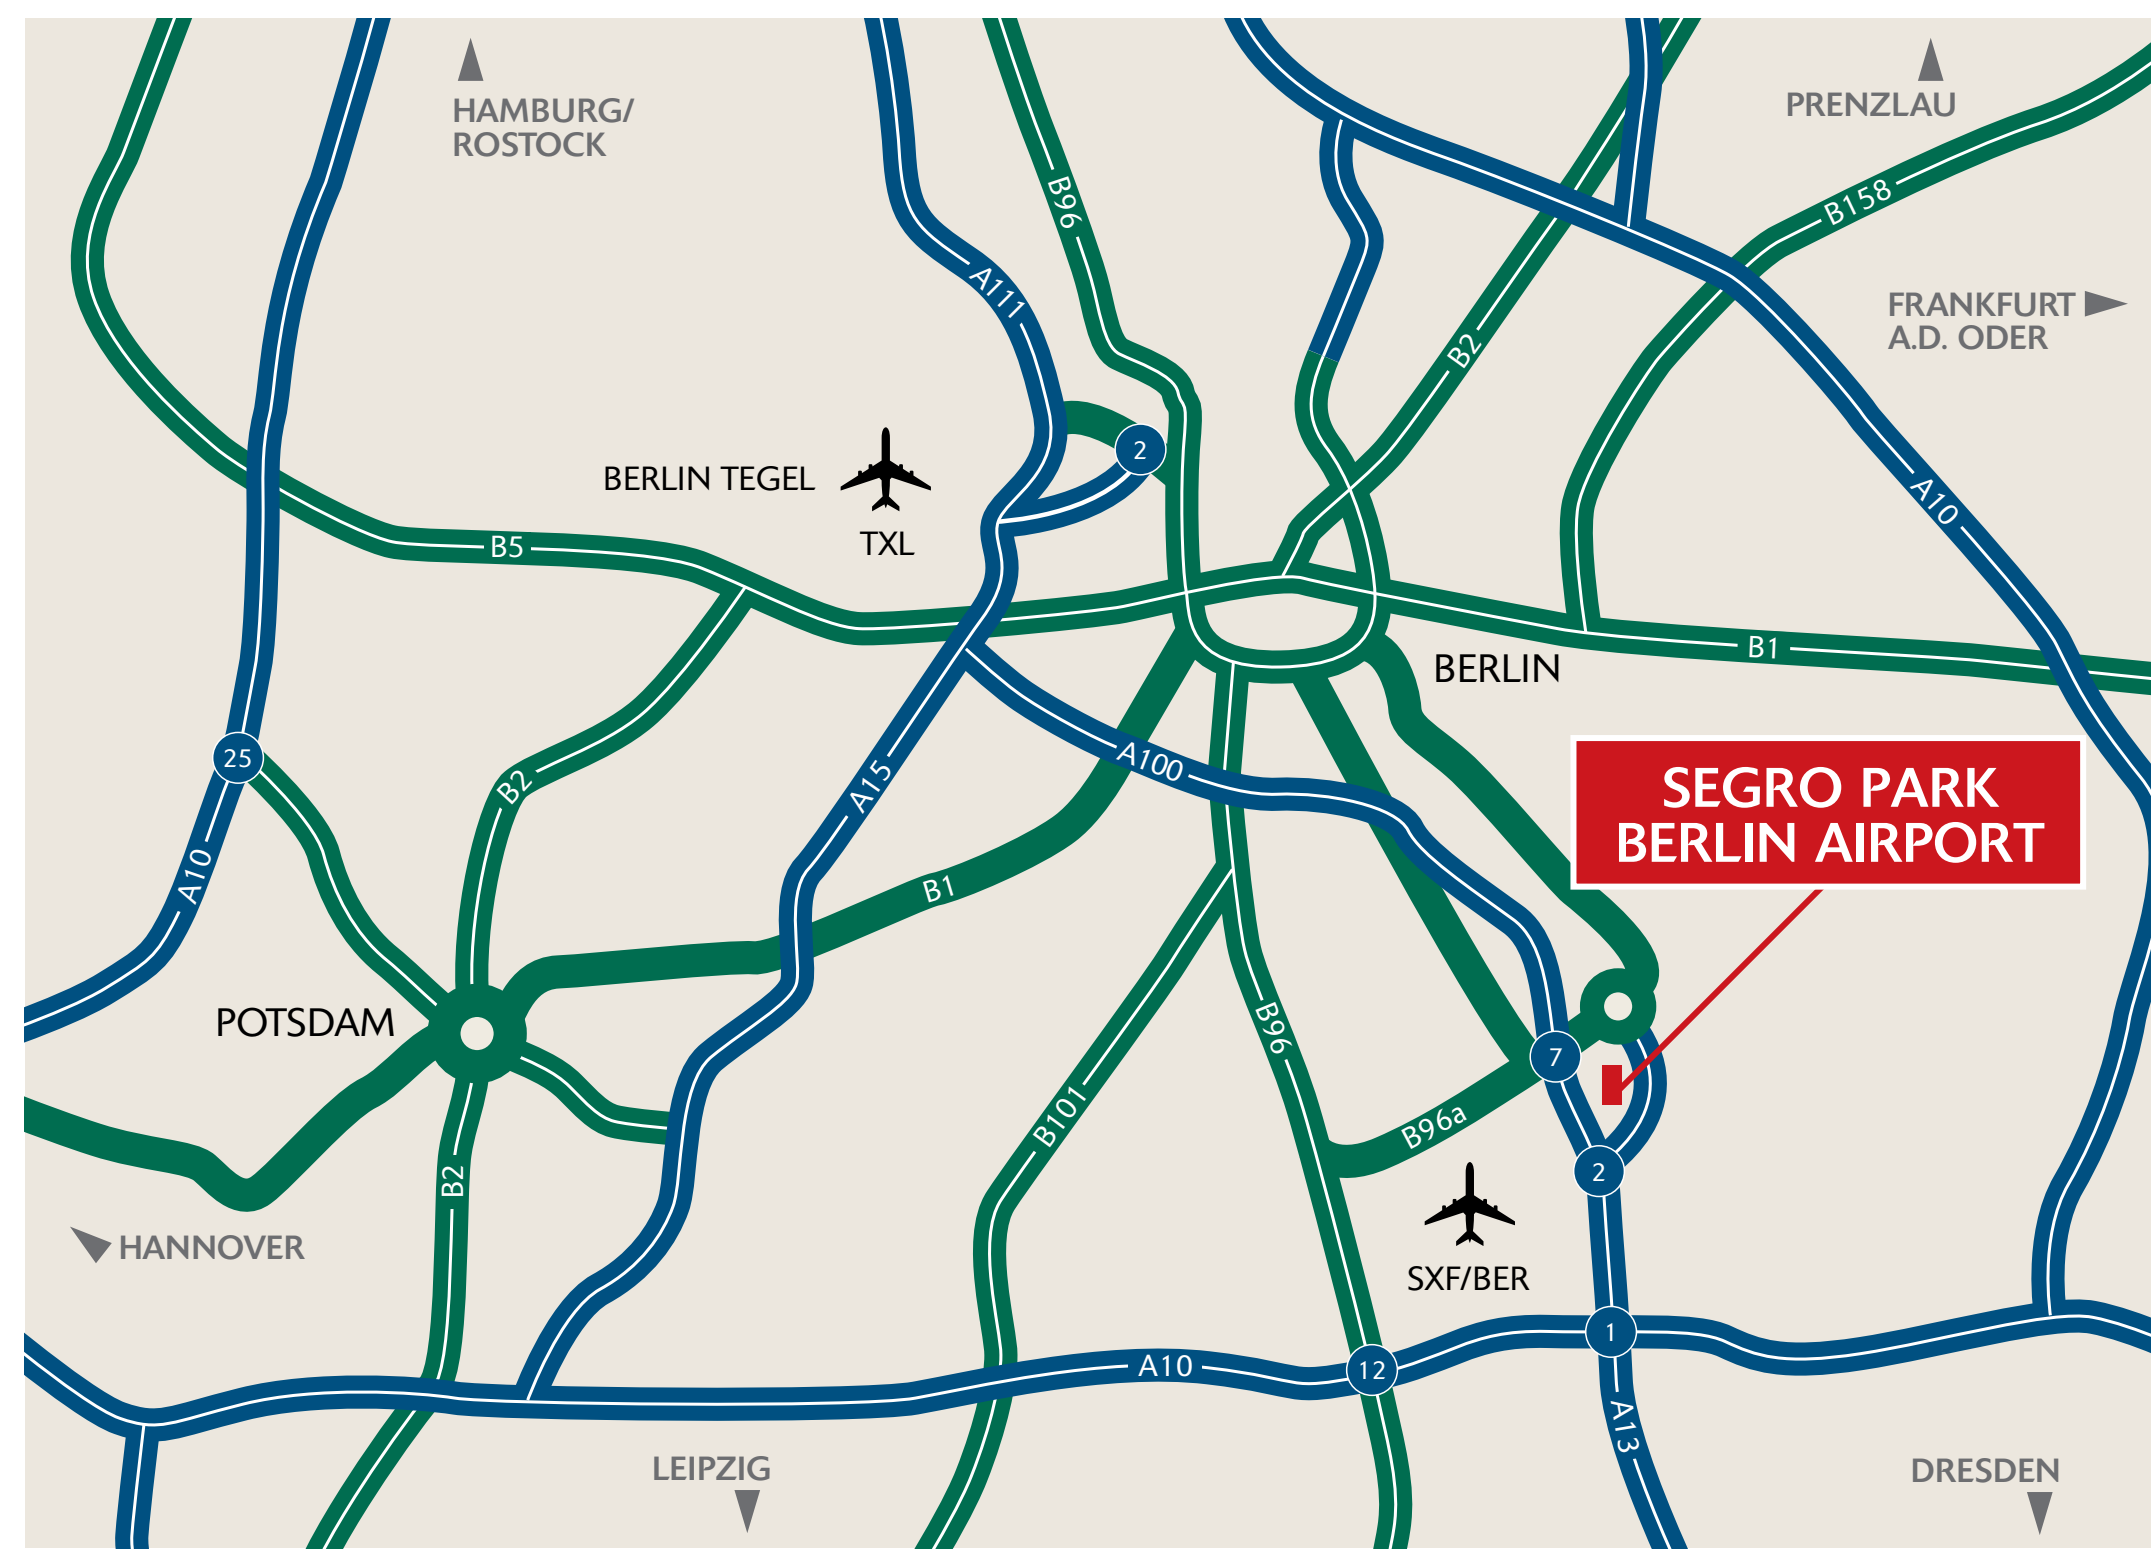 HAMBURG/
ROSTOCK
PRENZLAU
B96
B158
A111
FRANKFURT
A.D. ODER
B2
2
BERLIN TEGEL
TXL
A10
B5
B1
BERLIN
25
B2
A15
A100
SEGRO PARK
BERLIN AIRPORT
A10
B1
POTSDAM
B96
7
B101
B96a
B2
2
HANNOVER
SXF/BER
1
A10
12
A13
LEIPZIG
DRESDEN